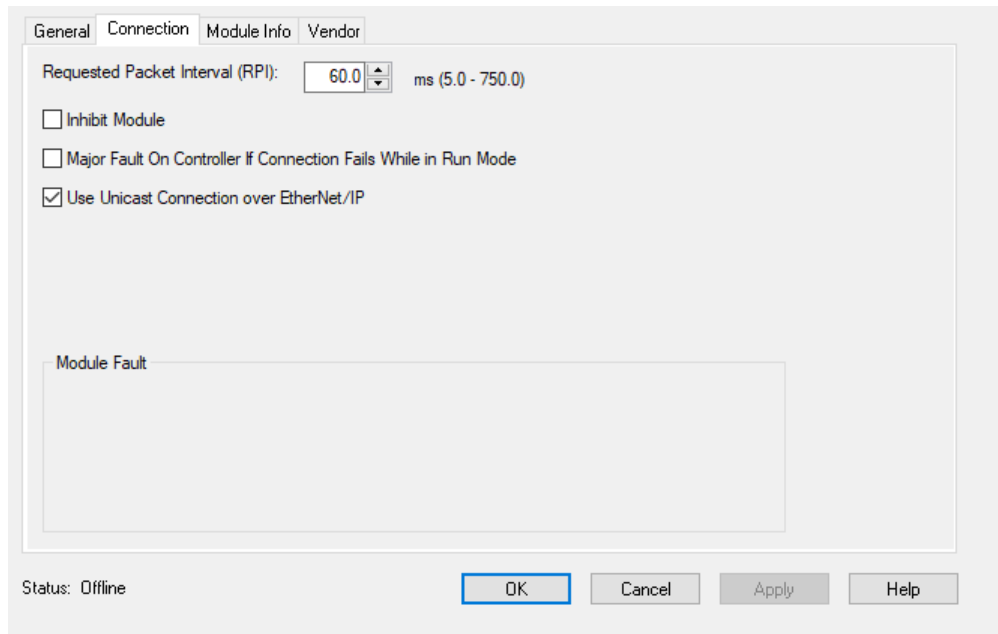 General Connection Module Info Vendor
Requested Packet Interval (RPI): 60.0 ms (5.0 - 750.0)
Inhibit Module
Major Fault On Controller If Connection Fails While in Run Mode
Use Unicast Connection over EtherNet/IP
Module Fault
Status: Offline OK Cancel Apply Help